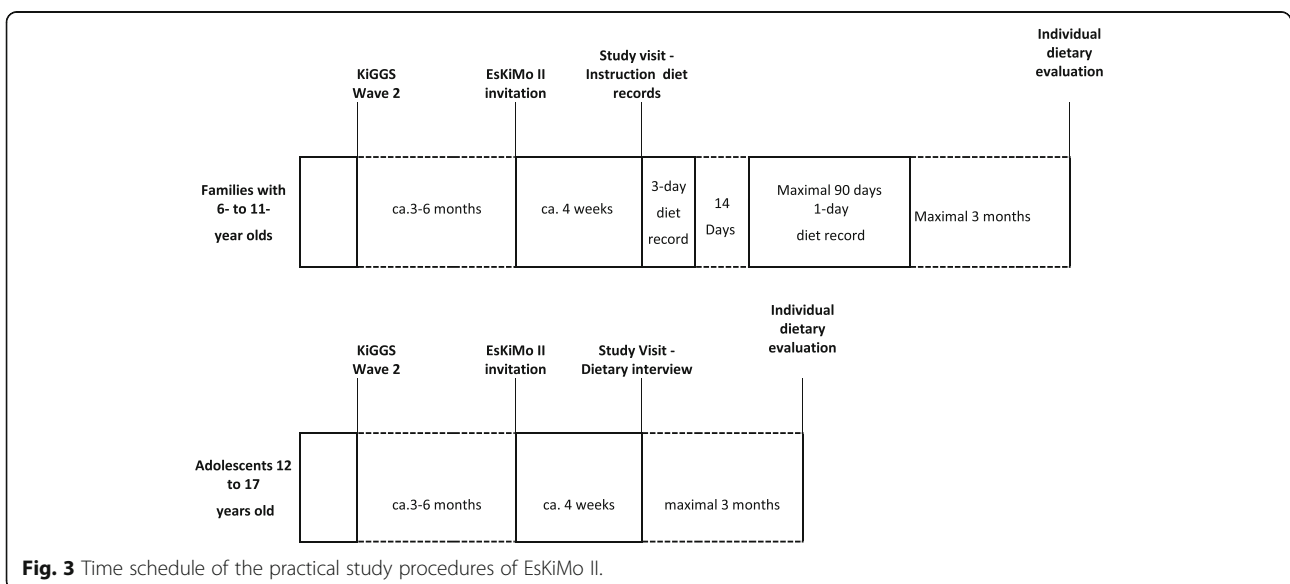 Individual
dietary
evaluation
Study visit -
Instruction diet
records
KiGGS
Wave 2
EsKiMo II
invitation
Families with
6- to 11-
year olds
ca.3-6 months
ca. 4 weeks
3-day
diet
record
14
Days
Maximal 90 days
1-day
diet record
Maximal 3 months
Individual
dietary
evaluation
KiGGS
Wave 2
EsKiMo II
invitation
Study Visit -
Dietary interview
Adolescents 12
to 17
years old
ca.3-6 months
ca. 4 weeks
maximal 3 months
Fig. 3 Time schedule of the practical study procedures of EsKiMo II.